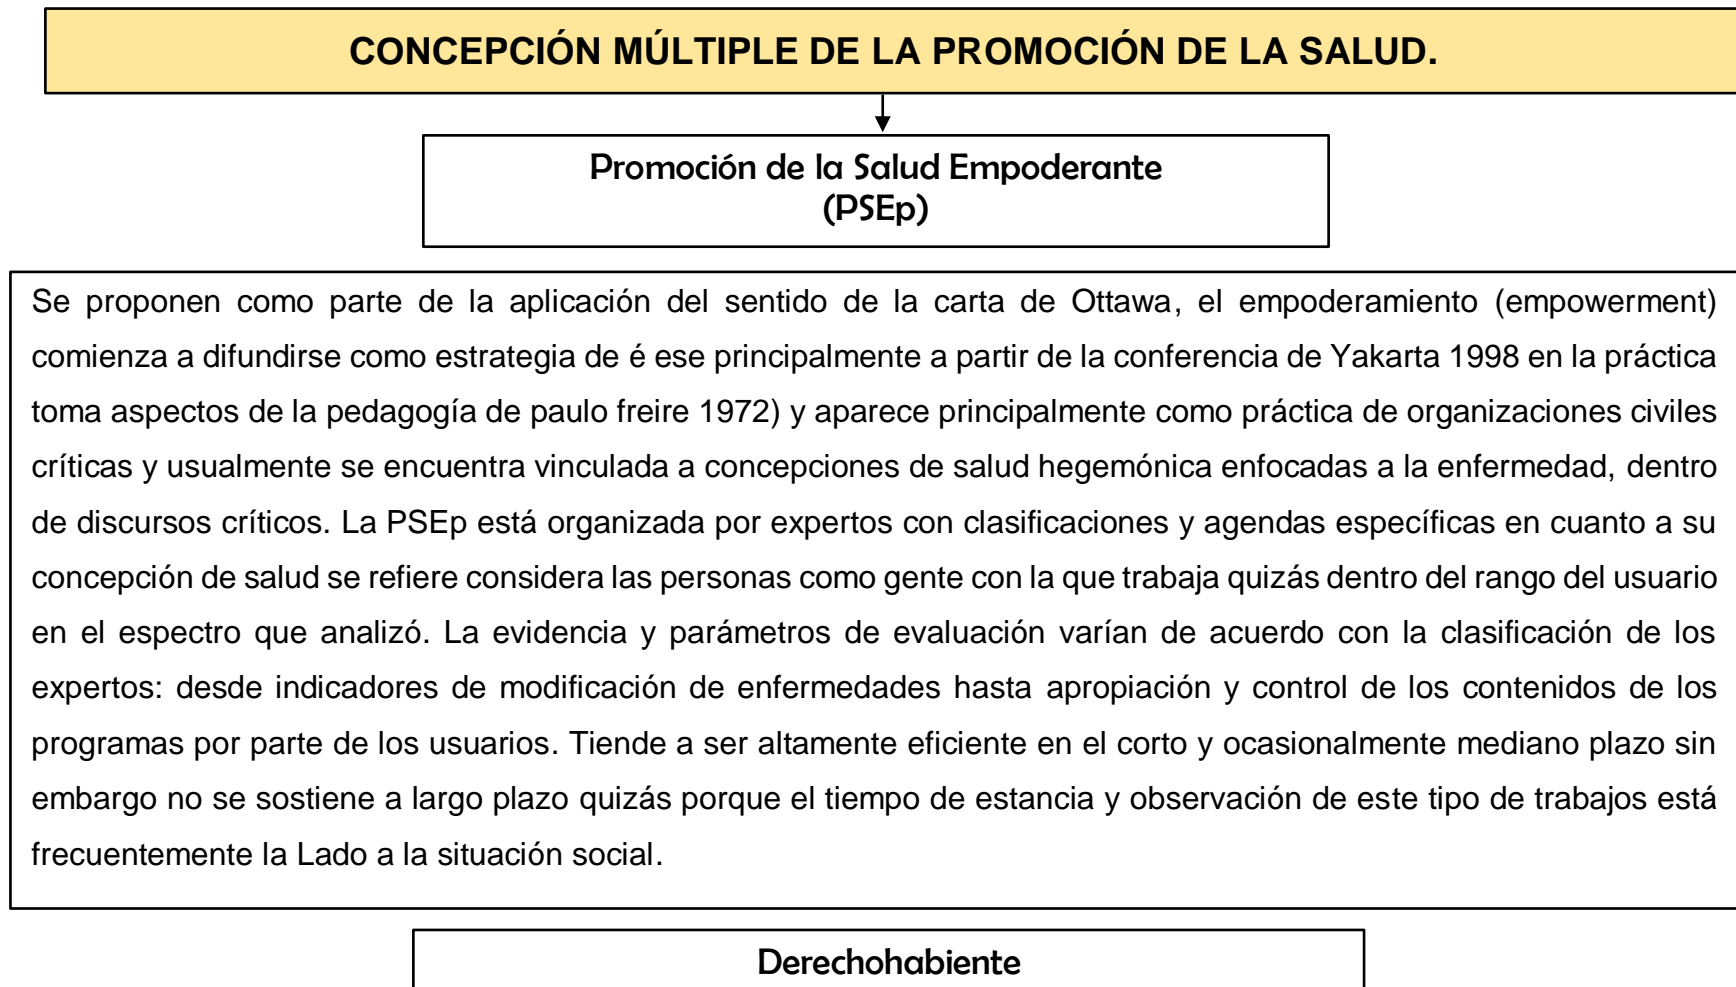 CONCEPCIÓN MÚLTIPLE DE LA PROMOCIÓN DE LA SALUD.
Promoción de la Salud Empoderante
(PSEp)
Se proponen como parte de la aplicación del sentido de la carta de Ottawa, el empoderamiento (empowerment)
comienza a difundirse como estrategia de é ese principalmente a partir de la conferencia de Yakarta 1998 en la práctica
toma aspectos de la pedagogía de paulo freire 1972) y aparece principalmente como práctica de organizaciones civiles
críticas y usualmente se encuentra vinculada a concepciones de salud hegemónica enfocadas a la enfermedad, dentro
de discursos críticos. La PSEp está organizada por expertos con clasificaciones y agendas específicas en cuanto a su
concepción de salud se refiere considera las personas como gente con la que trabaja quizás dentro del rango del usuario
en el espectro que analizó. La evidencia y parámetros de evaluación varían de acuerdo con la clasificación de los
expertos: desde indicadores de modificación de enfermedades hasta apropiación y control de los contenidos de los
programas por parte de los usuarios. Tiende a ser altamente eficiente en el corto y ocasionalmente mediano plazo sin
embargo no se sostiene a largo plazo quizás porque el tiempo de estancia y observación de este tipo de trabajos está
frecuentemente la Lado a la situación social.
Derechohabiente